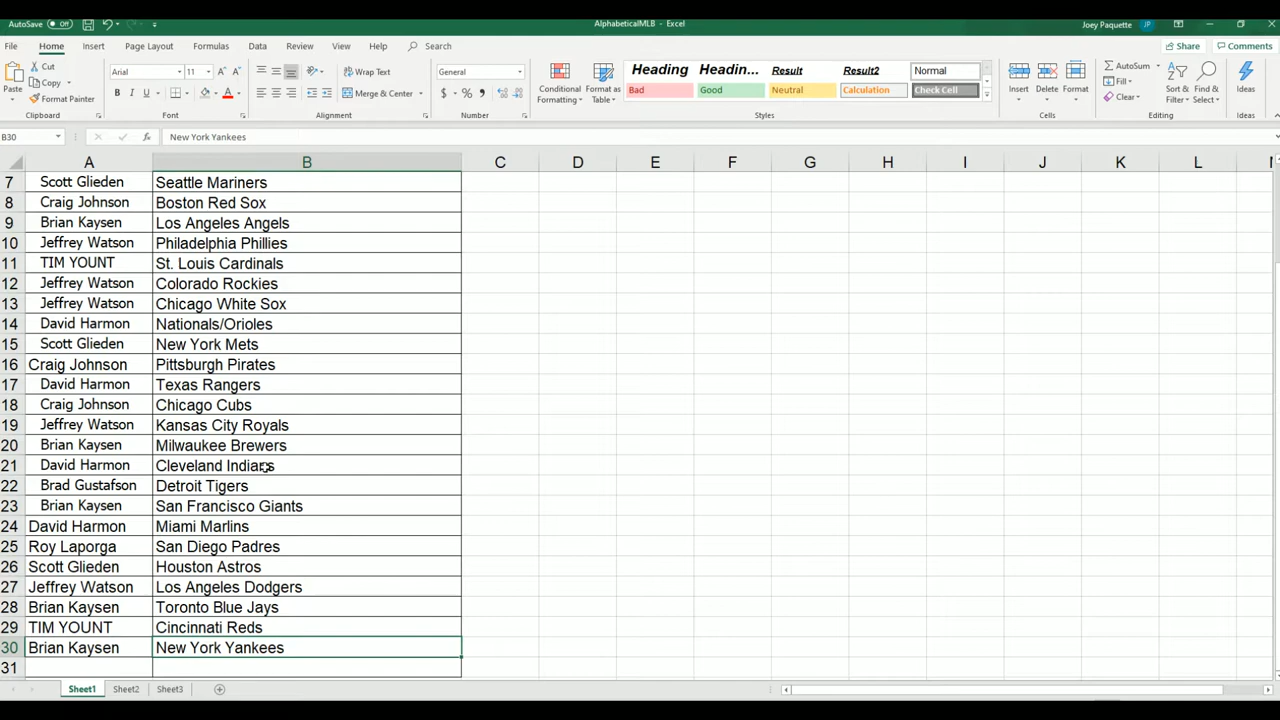 AutoSave Off AlphabeticalMLB - Excel Joey Paquette JP
File Home Insert Page Layout Formulas Data Review View Help Search Share Comments
Paste Cut Copy Format Painter Clipboard
Arial 11 A A B I U A Font
Wrap Text Merge & Center Alignment
General $ % , Number
Conditional Formatting Format as Table Heading Headin... Result Result2 Normal
Bad Good Neutral Calculation Check Cell Styles
Insert Delete Format Cells
AutoSum Fill Clear Sort & Filter Find & Select Editing
Ideas Ideas
B30 fx New York Yankees
A B C D E F G H I J K L
7 Scott Glieden Seattle Mariners
8 Craig Johnson Boston Red Sox
9 Brian Kaysen Los Angeles Angels
10 Jeffrey Watson Philadelphia Phillies
11 TIM YOUNT St. Louis Cardinals
12 Jeffrey Watson Colorado Rockies
13 Jeffrey Watson Chicago White Sox
14 David Harmon Nationals/Orioles
15 Scott Glieden New York Mets
16 Craig Johnson Pittsburgh Pirates
17 David Harmon Texas Rangers
18 Craig Johnson Chicago Cubs
19 Jeffrey Watson Kansas City Royals
20 Brian Kaysen Milwaukee Brewers
21 David Harmon Cleveland Indians
22 Brad Gustafson Detroit Tigers
23 Brian Kaysen San Francisco Giants
24 David Harmon Miami Marlins
25 Roy Laporga San Diego Padres
26 Scott Glieden Houston Astros
27 Jeffrey Watson Los Angeles Dodgers
28 Brian Kaysen Toronto Blue Jays
29 TIM YOUNT Cincinnati Reds
30 Brian Kaysen New York Yankees
31
Sheet1 Sheet2 Sheet3